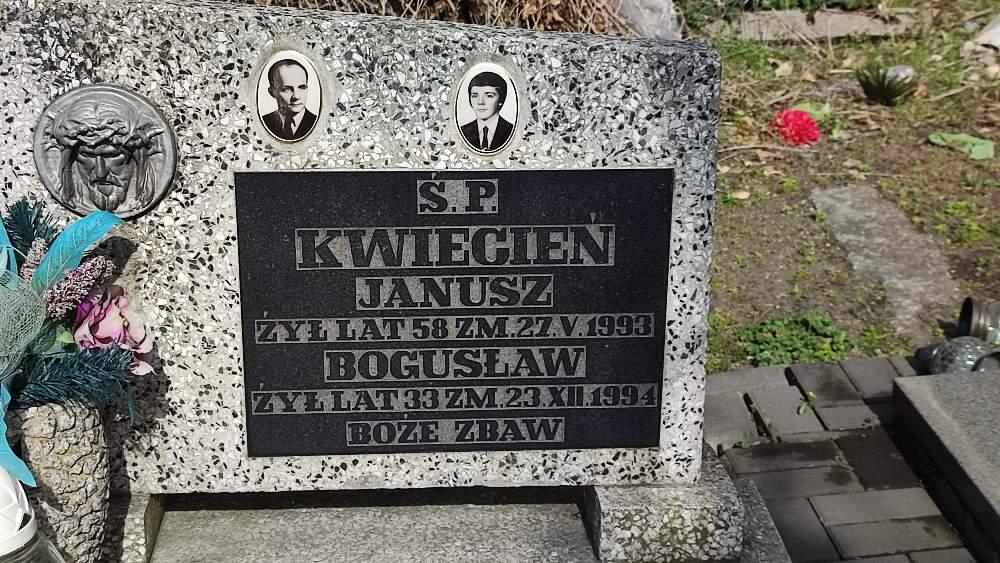 Ś.P.
KWIECIEŃ
JANUSZ
ŻYŁ LAT 58 ZM. 27.V.1993
BOGUSŁAW
ŻYŁ LAT 33 ZM. 23.XII.1994
BOŻE ZBAW